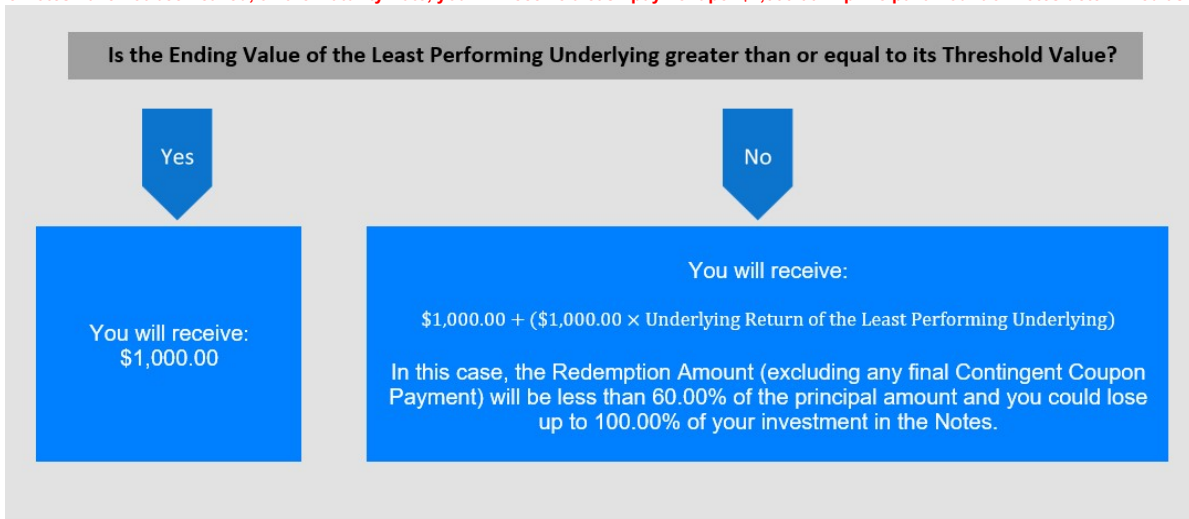 Is the Ending Value of the Least Performing Underlying greater than or equal to its Threshold Value?
Yes
No
You will receive:
$1,000.00
You will receive:
$1,000.00 + ($1,000.00 × Underlying Return of the Least Performing Underlying)
In this case, the Redemption Amount (excluding any final Contingent Coupon
Payment) will be less than 60.00% of the principal amount and you could lose
up to 100.00% of your investment in the Notes.